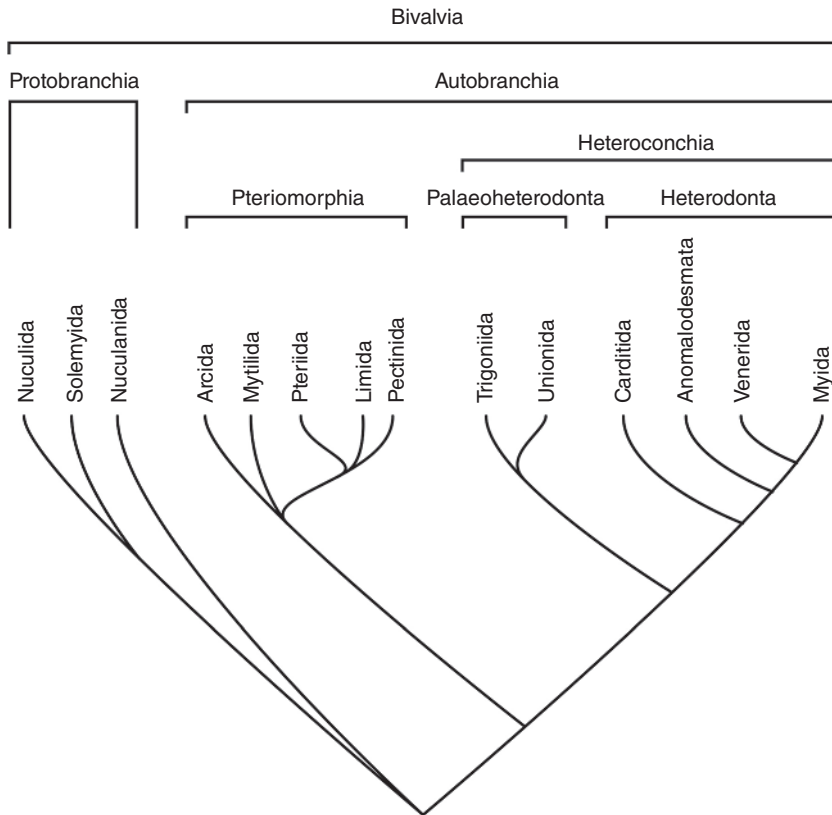 Bivalvia
Protobranchia
Autobranchia
Heteroconchia
Pteriomorphia
Palaeoheterodonta
Heterodonta
Nuculida
Solemyida
Nuculanida
Arcida
Mytilida
Pteriida
Limida
Pectinida
Trigoniida
Unionida
Carditida
Anomalodesmata
Venerida
Myida